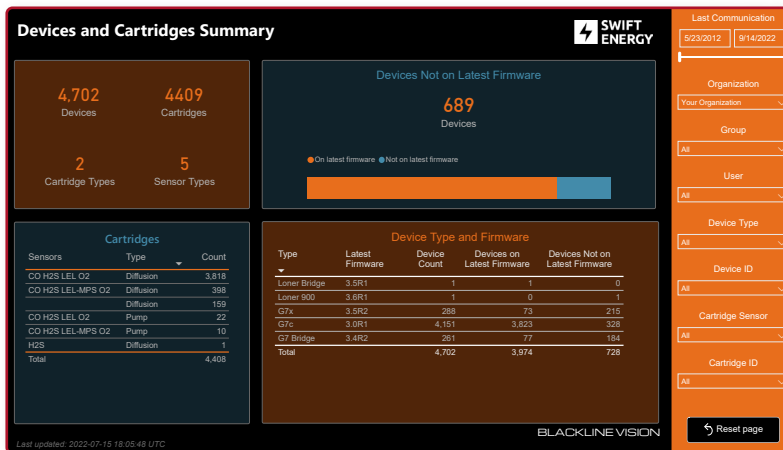 Devices and Cartridges Summary
SWIFT
ENERGY
4,702
Devices
4409
Cartridges
2
Cartridge Types
5
Sensor Types
Devices Not on Latest Firmware
689
Devices
On latest firmware Not on latest firmware
Cartridges
Sensors Type Count
CO H2S LEL O2 Diffusion 3,818
CO H2S LEL-MPS O2 Diffusion 398
Diffusion 159
CO H2S LEL O2 Pump 22
CO H2S LEL-MPS O2 Pump 10
H2S Diffusion 1
Total 4,408
Device Type and Firmware
Type Latest Firmware Device Count Devices on Latest Firmware Devices Not on Latest Firmware
Loner Bridge 3.5R1 1 1 0
Loner 900 3.6R1 1 0 1
G7x 3.5R2 288 73 215
G7c 3.0R1 4,151 3,823 328
G7 Bridge 3.4R2 261 77 184
Total 4,702 3,974 728
Last updated: 2022-07-15 18:05:48 UTC
BLACKLINE VISION
Last Communication
5/23/2012 9/14/2022
Organization
Your Organization
Group
All
User
All
Device Type
All
Device ID
All
Cartridge Sensor
All
Cartridge ID
All
Reset page